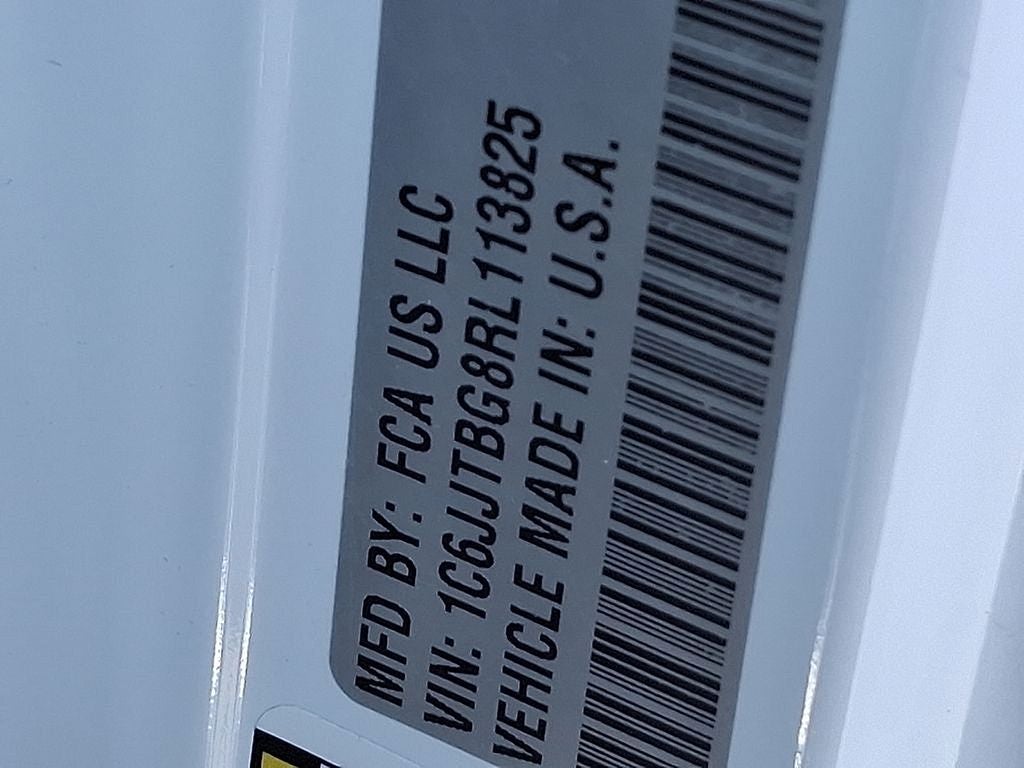 MFD BY: FCA US LLC
VIN: 1C6JJTBG8RL113825
VEHICLE MADE IN: U.S.A.